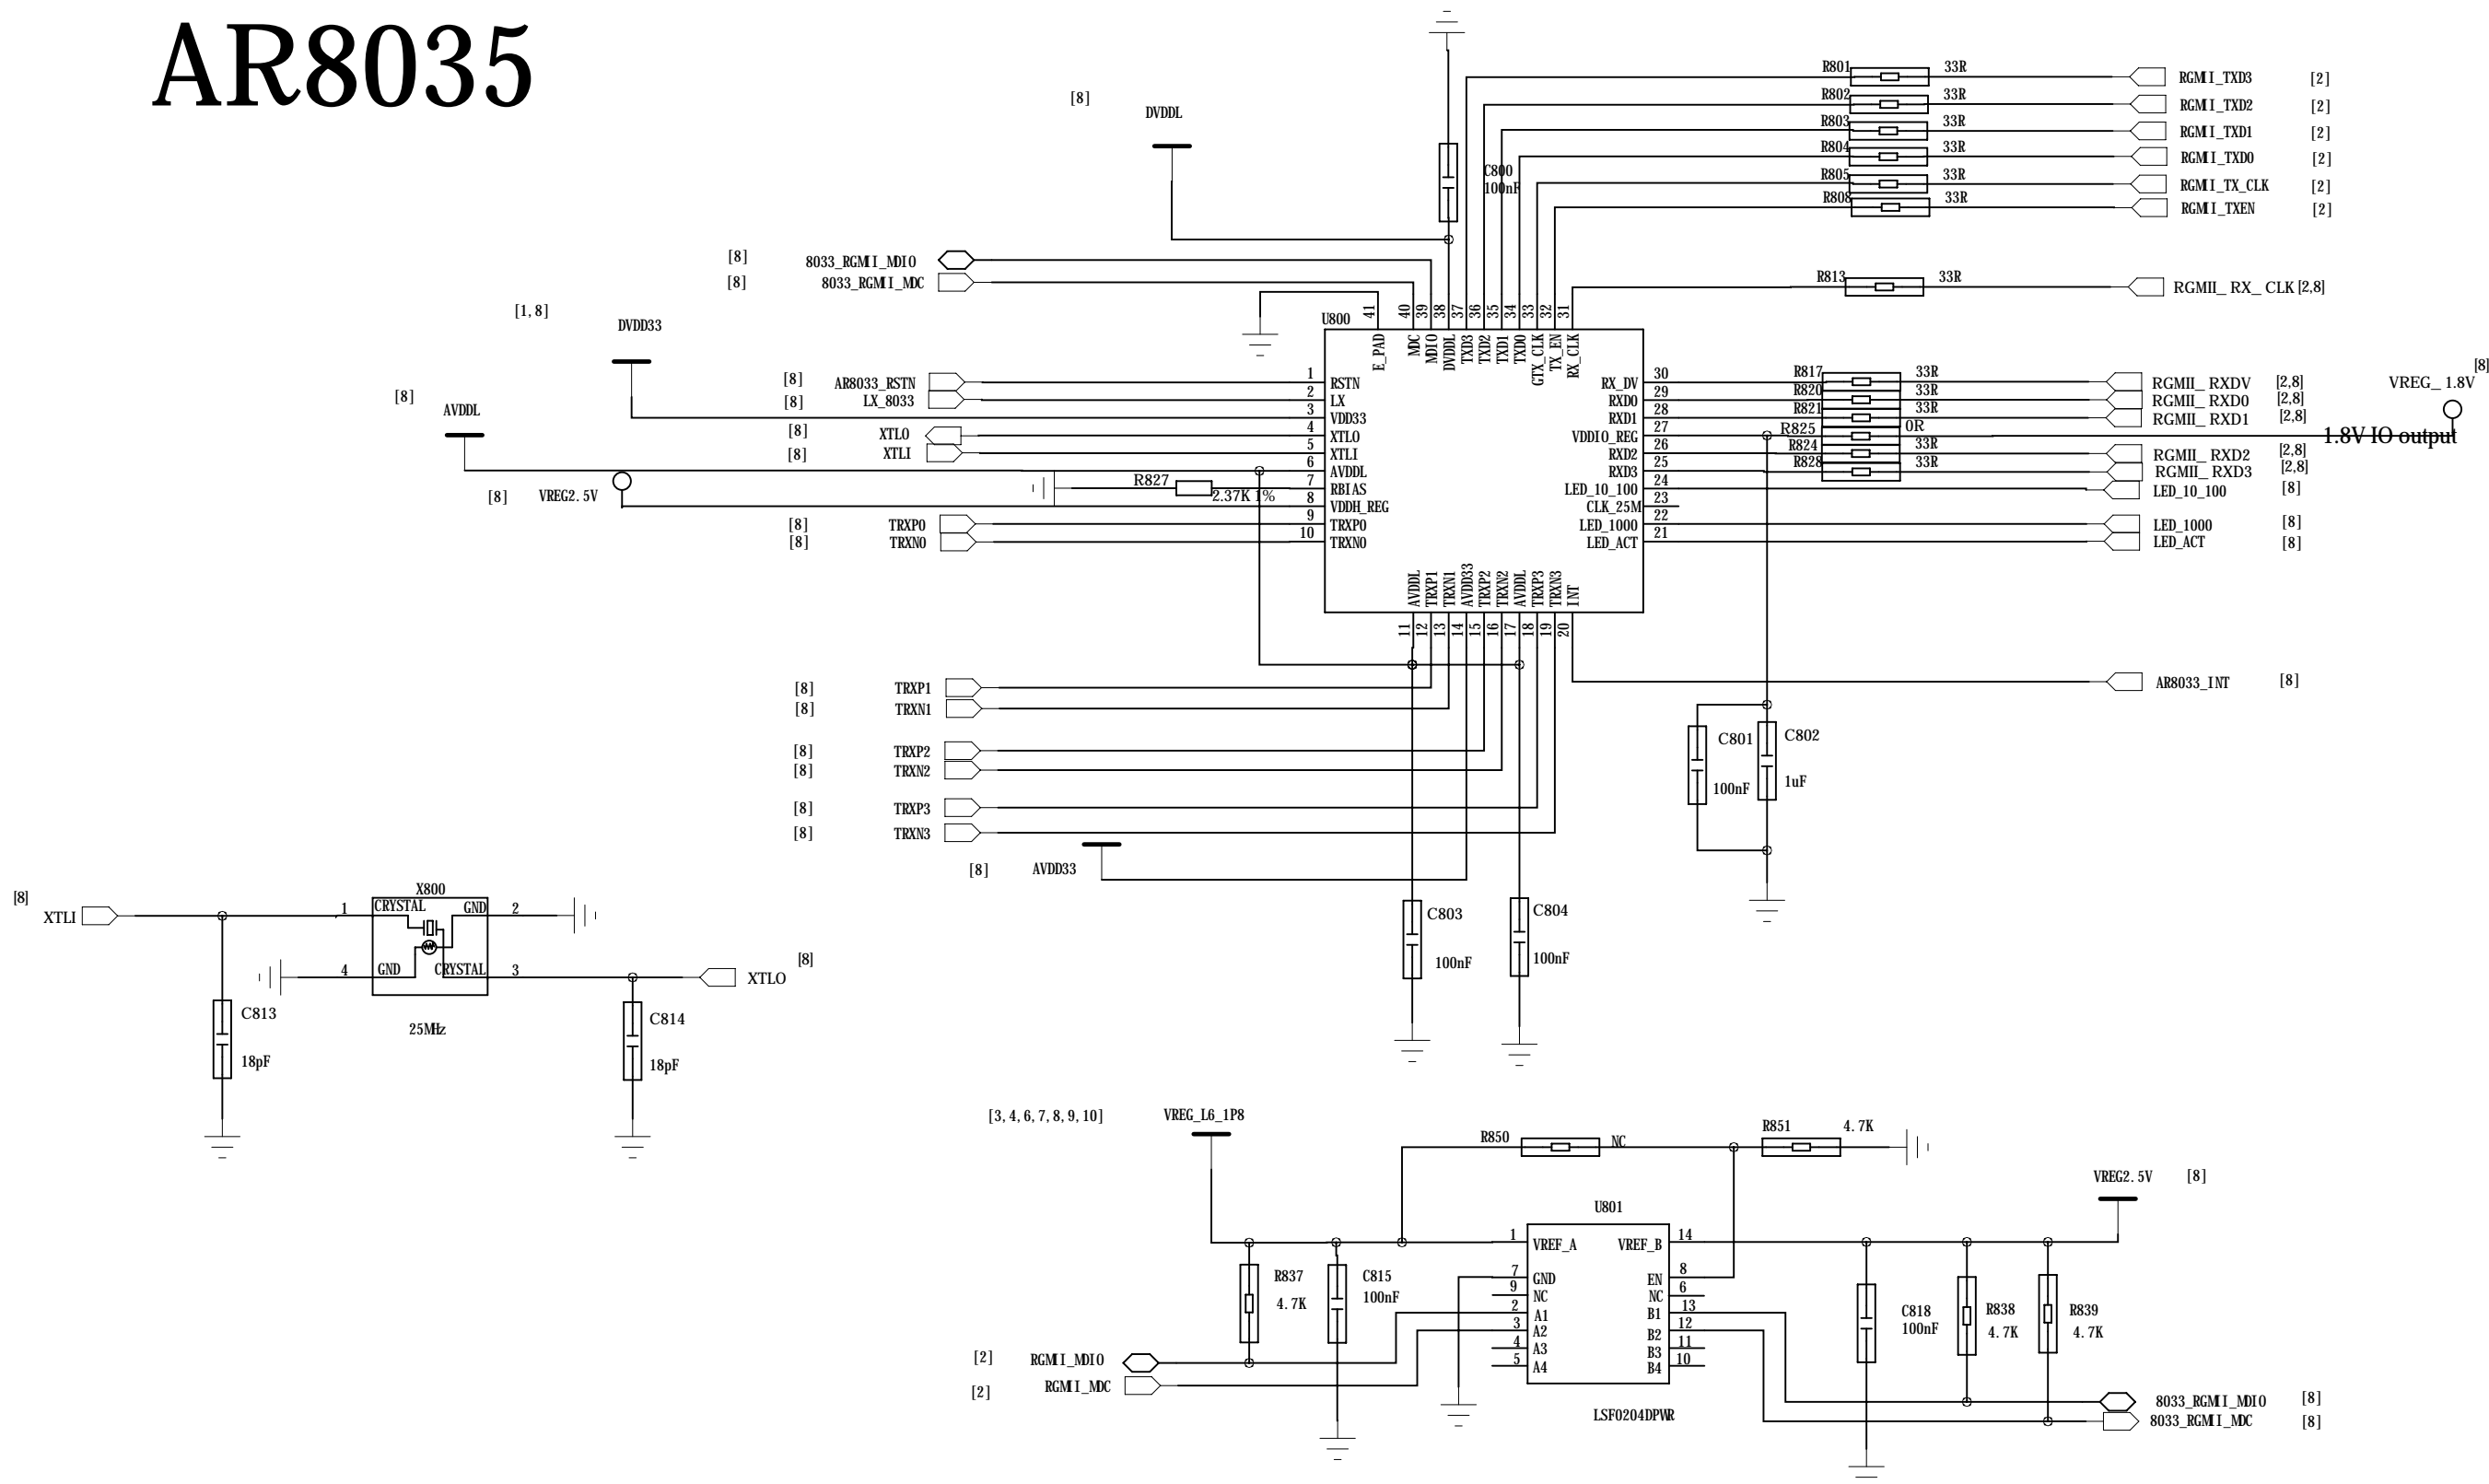 AR8035
R801 33R RGMII_TXD3 [2]
[8] R802 33R RGMII_TXD2 [2]
DVDDL R803 33R RGMII_TXD1 [2]
R804 33R RGMII_TXD0 [2]
C800 R805 33R RGMII_TX_CLK [2]
100nF R808 33R RGMII_TXEN [2]
[8] 8033_RGMII_MDIO
[8] 8033_RGMII_MDC R813 33R RGMII_RX_CLK [2,8]
[1,8] DVDD33
U800
41 40 39 38 37 36 35 34 33 32 31
E_PAD MDC MDIO DVDDL TXD3 TXD2 TXD1 TXD0 GTX_CLK TX_EN RX_CLK
[8]
[8] AR8033_RSTN 1 RSTN RX_DV 30 R817 33R RGMII_RXDV [2,8] VREG_1.8V
[8] LX_8033 2 LX RXD0 29 R820 33R RGMII_RXD0 [2,8]
[8] AVDDL 3 VDD33 RXD1 28 R821 33R RGMII_RXD1 [2,8]
[8] XTLO 4 XTLO VDDIO_REG 27 R825 0R 1.8V IO output
[8] XTLI 5 XTLI RXD2 26 R824 33R RGMII_RXD2 [2,8]
6 AVDDL RXD3 25 R828 33R RGMII_RXD3 [2,8]
R827 2.37K 1% 7 RBIAS LED_10_100 24 LED_10_100 [8]
[8] VREG2.5V 8 VDDH_REG CLK_25M 23
[8] TRXP0 9 TRXP0 LED_1000 22 LED_1000 [8]
[8] TRXN0 10 TRXN0 LED_ACT 21 LED_ACT [8]
AVDDL TRXP1 TRXN1 AVDD33 TRXP2 TRXN2 AVDDL TRXP3 TRXN3 INT
11 12 13 14 15 16 17 18 19 20
[8] TRXP1 AR8033_INT [8]
[8] TRXN1
[8] TRXP2 C801 C802
[8] TRXN2 100nF 1uF
[8] TRXP3
[8] TRXN3
[8] AVDD33
X800
[8] XTLI 1 CRYSTAL GND 2
4 GND CRYSTAL 3 XTLO [8]
C803 C804
100nF 100nF
C813 C814
25MHz
18pF 18pF
[3,4,6,7,8,9,10] VREG_L6_1P8
R850 NC R851 4.7K
VREG2.5V [8]
U801
1 VREF_A VREF_B 14
R837 C815 7 GND EN 8
4.7K 100nF 9 NC NC 6
2 A1 B1 13 C818 R838 R839
3 A2 B2 12 100nF 4.7K 4.7K
4 A3 B3 11
5 A4 B4 10
[2] RGMII_MDIO
[2] RGMII_MDC
LSF0204DPWR
8033_RGMII_MDIO [8]
8033_RGMII_MDC [8]